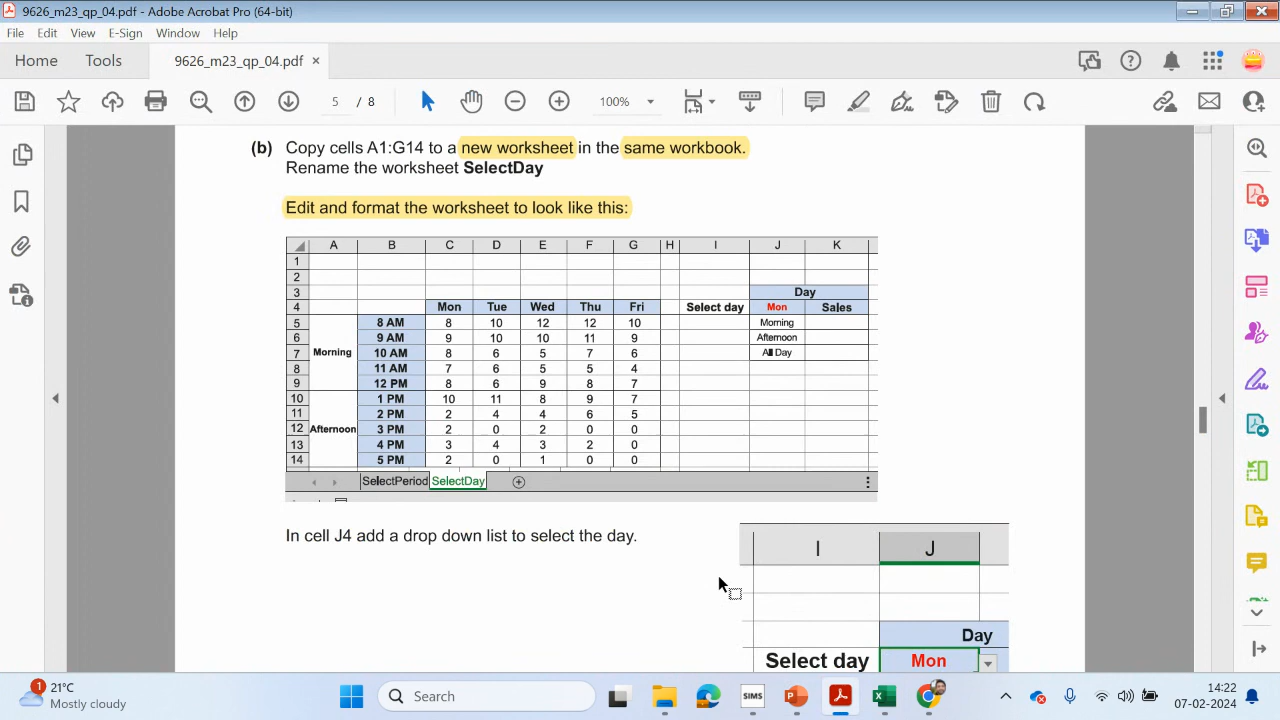 9626_m23_qp_04.pdf - Adobe Acrobat Pro (64-bit)
File Edit View E-Sign Window Help
Home Tools 9626_m23_qp_04.pdf ×
5 / 8 100%
(b) Copy cells A1:G14 to a new worksheet in the same workbook.
Rename the worksheet SelectDay
Edit and format the worksheet to look like this:
A B C D E F G H I J K
1
2
3 Day
4 Mon Tue Wed Thu Fri Select day Mon Sales
5 8 AM 8 10 12 12 10 Morning
6 9 AM 9 10 10 11 9 Afternoon
7 Morning 10 AM 8 6 5 7 6 All Day
8 11 AM 7 6 5 5 4
9 12 PM 8 6 9 8 7
10 1 PM 10 11 8 9 7
11 2 PM 2 4 4 6 5
12 Afternoon 3 PM 2 0 2 0 0
13 4 PM 3 4 3 2 0
14 5 PM 2 0 1 0 0
SelectPeriod SelectDay
In cell J4 add a drop down list to select the day.
I J
Day
Select day Mon
1 21°C
Mostly cloudy
Search
SIMS
14:22
07-02-2024